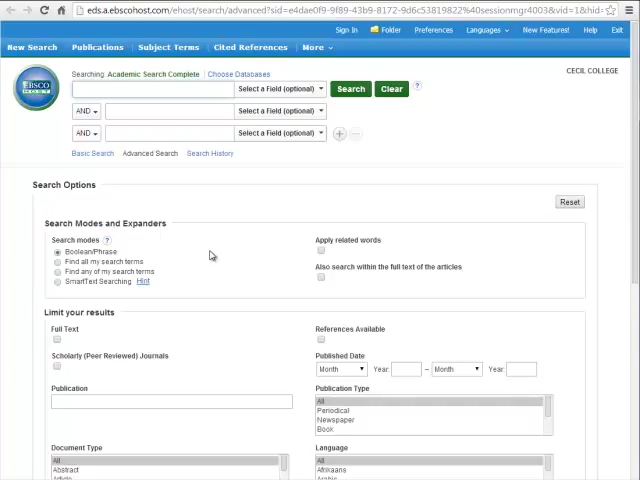 eds.a.ebscohost.com/ehost/search/advanced?sid=e4dae0f9-9f89-43b9-8172-9d6c53819822%40sessionmgr4003&vid=1&hid=
Sign In Folder Preferences Languages New Features! Help Exit
New Search Publications Subject Terms Cited References More
EBSCO HOST
Searching: Academic Search Complete Choose Databases
CECIL COLLEGE
Select a Field (optional) Search Clear ?
AND Select a Field (optional)
AND Select a Field (optional)
Basic Search Advanced Search Search History
Search Options
Reset
Search Modes and Expanders
Search modes ?
Boolean/Phrase
Find all my search terms
Find any of my search terms
SmartText Searching Hint
Apply related words
Also search within the full text of the articles
Limit your results
Full Text
References Available
Scholarly (Peer Reviewed) Journals
Published Date
Month Year: – Month Year:
Publication
Publication Type
All
Periodical
Newspaper
Book
Document Type
All
Abstract
Article
Language
All
Afrikaans
Arabic